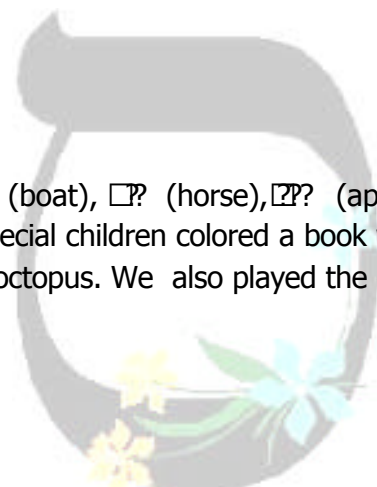 (boat), □?? (horse), □??? (ap
ecial children colored a book
octopus. We also played the
ס